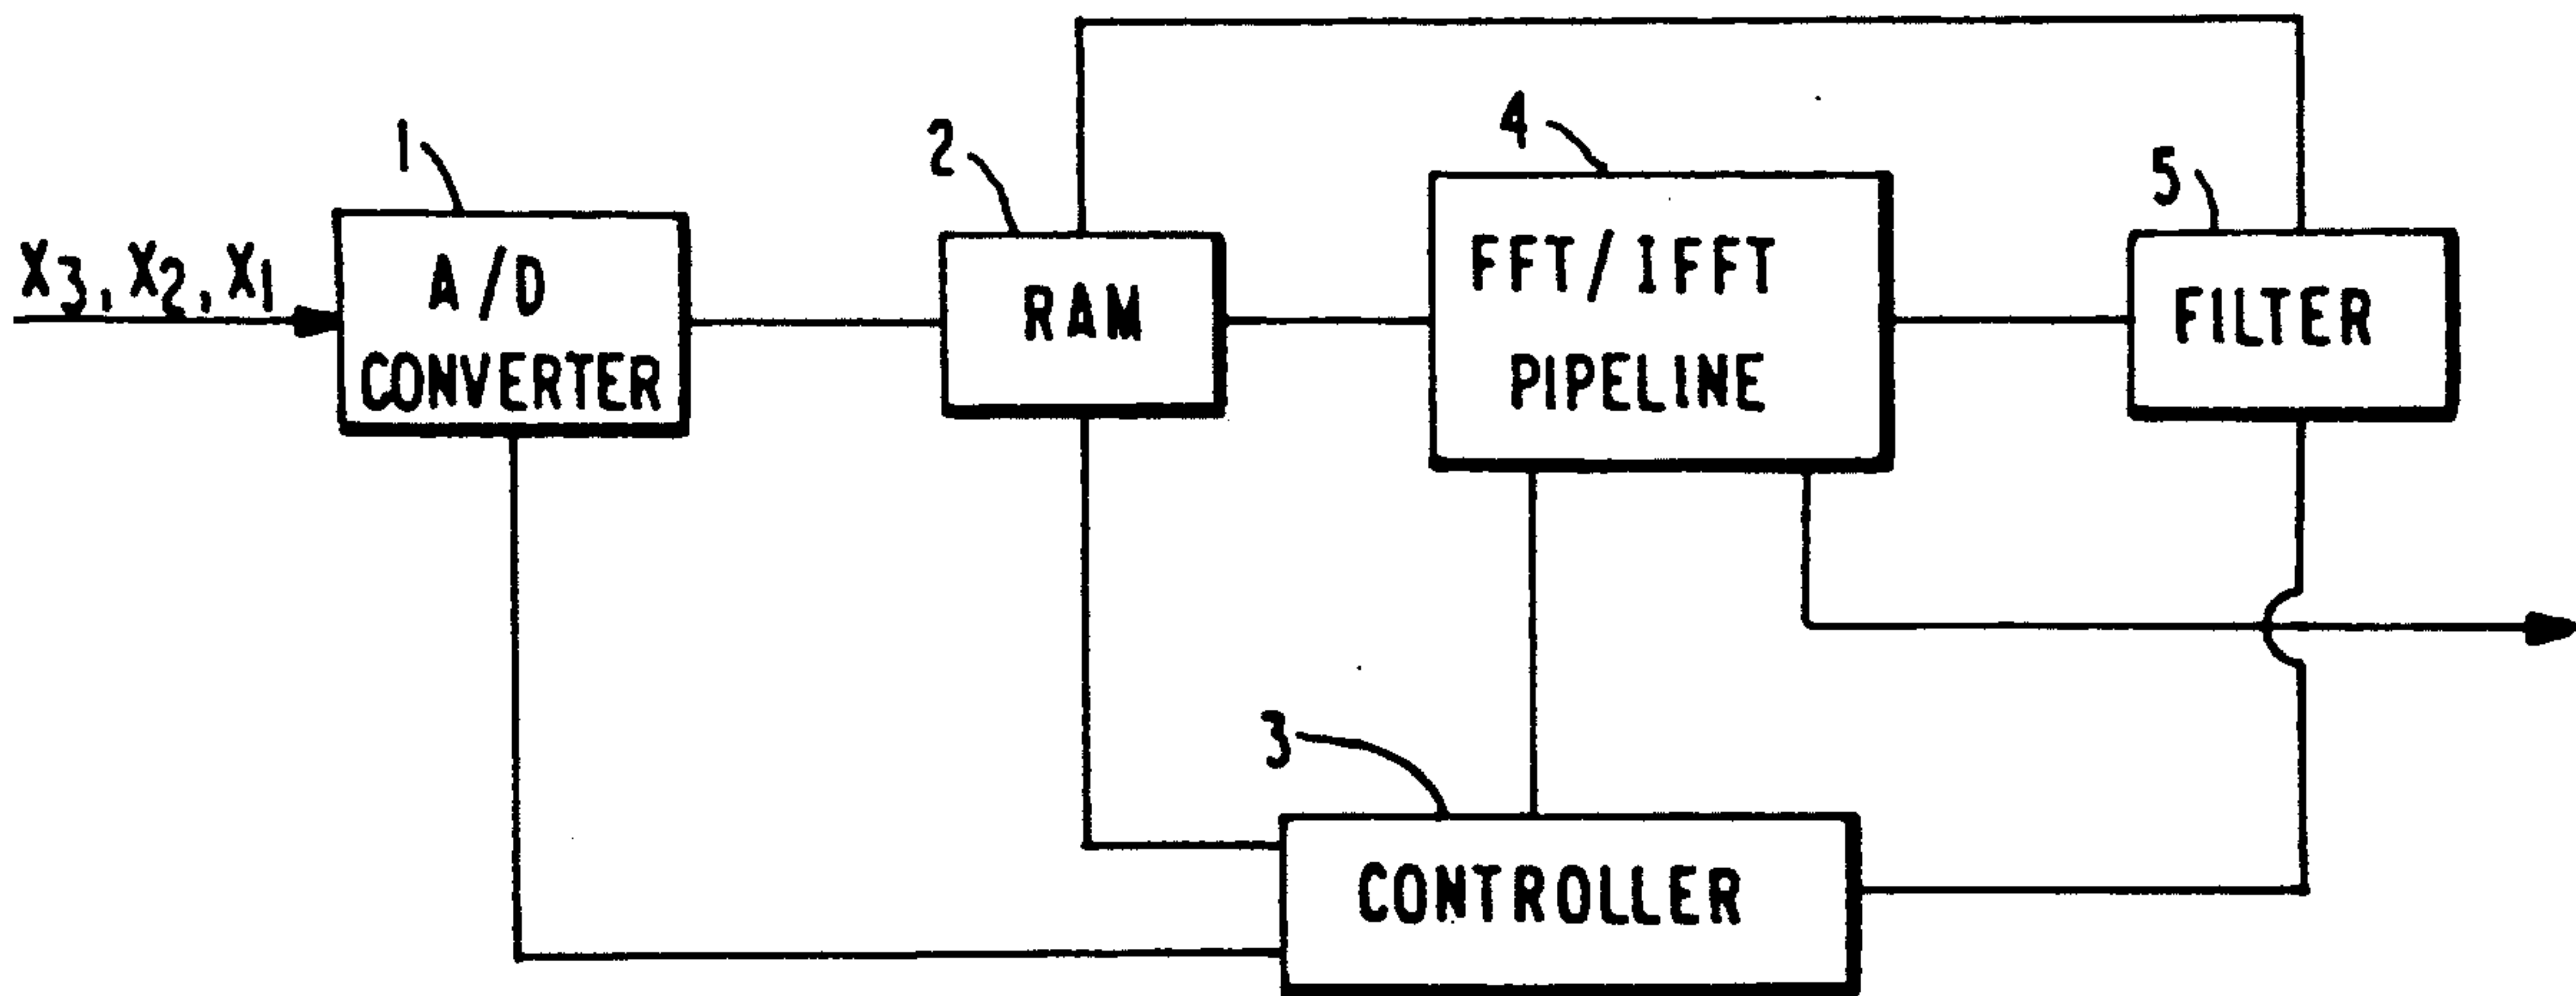 1
2
4
5
X3, X2, X1
A/D
CONVERTER
RAM
FFT/IFFT
PIPELINE
FILTER
3
CONTROLLER